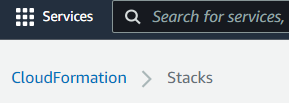 Services
Search for services,
CloudFormation > Stacks